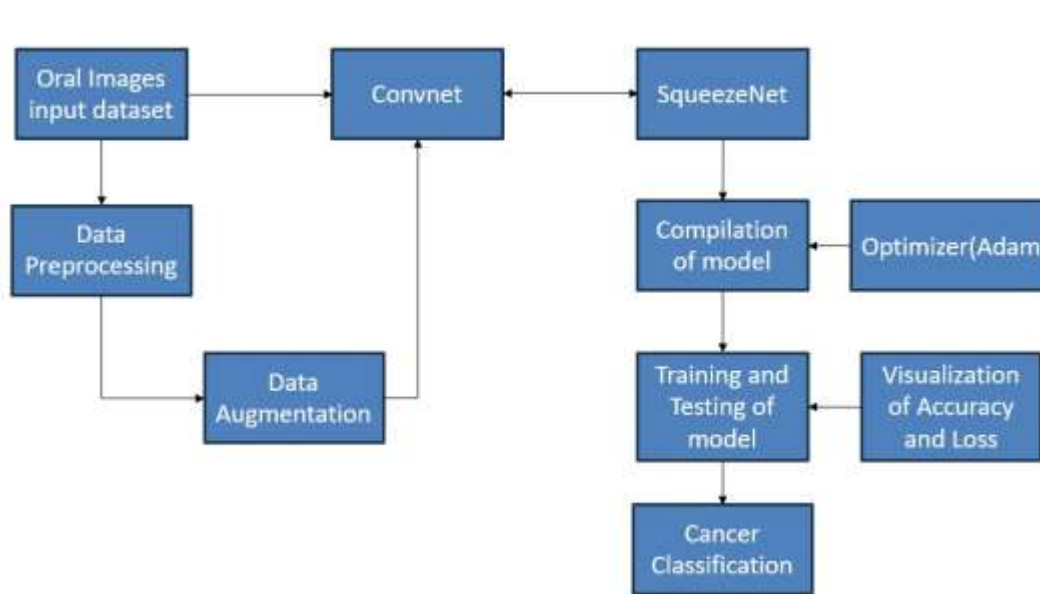 Oral Images
input dataset
Convnet
SqueezeNet
Data
Preprocessing
Compilation
of model
Optimizer(Adam
Data
Augmentation
Training and
Testing of
model
Visualization
of Accuracy
and Loss
Cancer
Classification